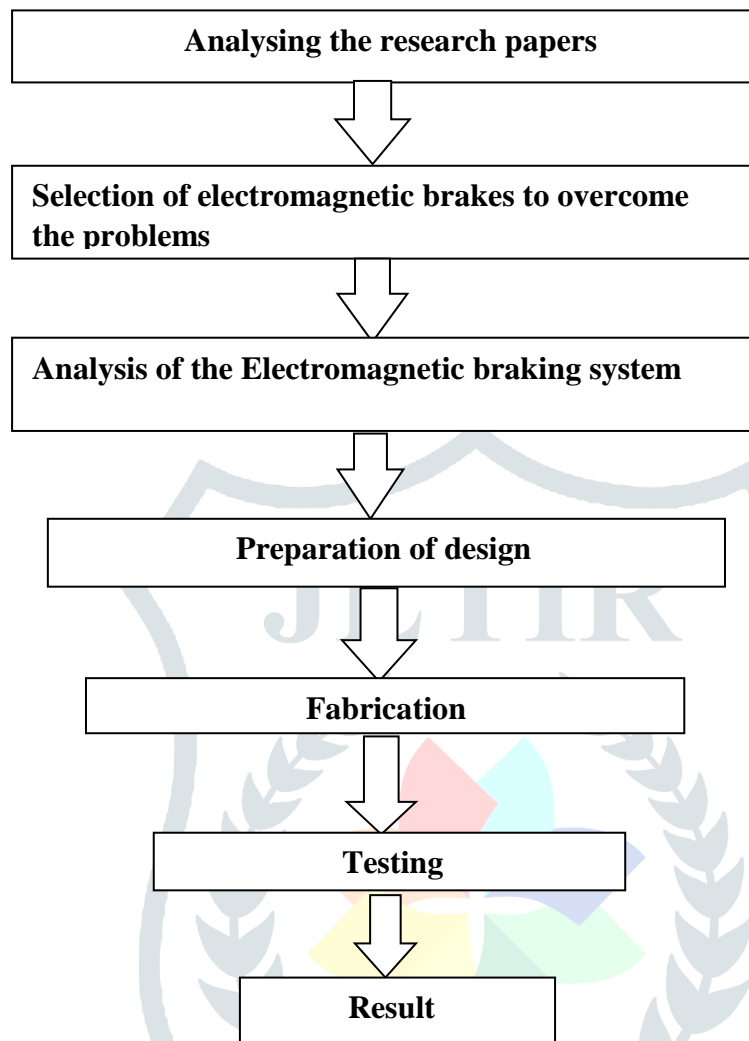 Analysing the research papers
Selection of electromagnetic brakes to overcome
the problems
Analysis of the Electromagnetic braking system
Preparation of design
JETIR
Fabrication
Testing
Result